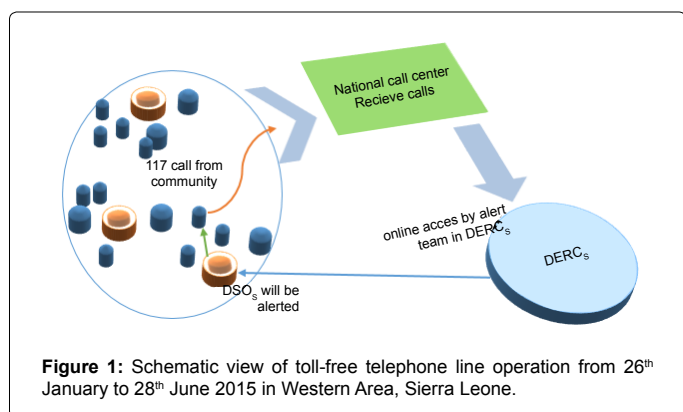 National call center
Recieve calls
117 call from
community
online acces by alert
team in DERCs
DERCs
DSOs will be
alerted
Figure 1: Schematic view of toll-free telephone line operation from 26th
January to 28th June 2015 in Western Area, Sierra Leone.